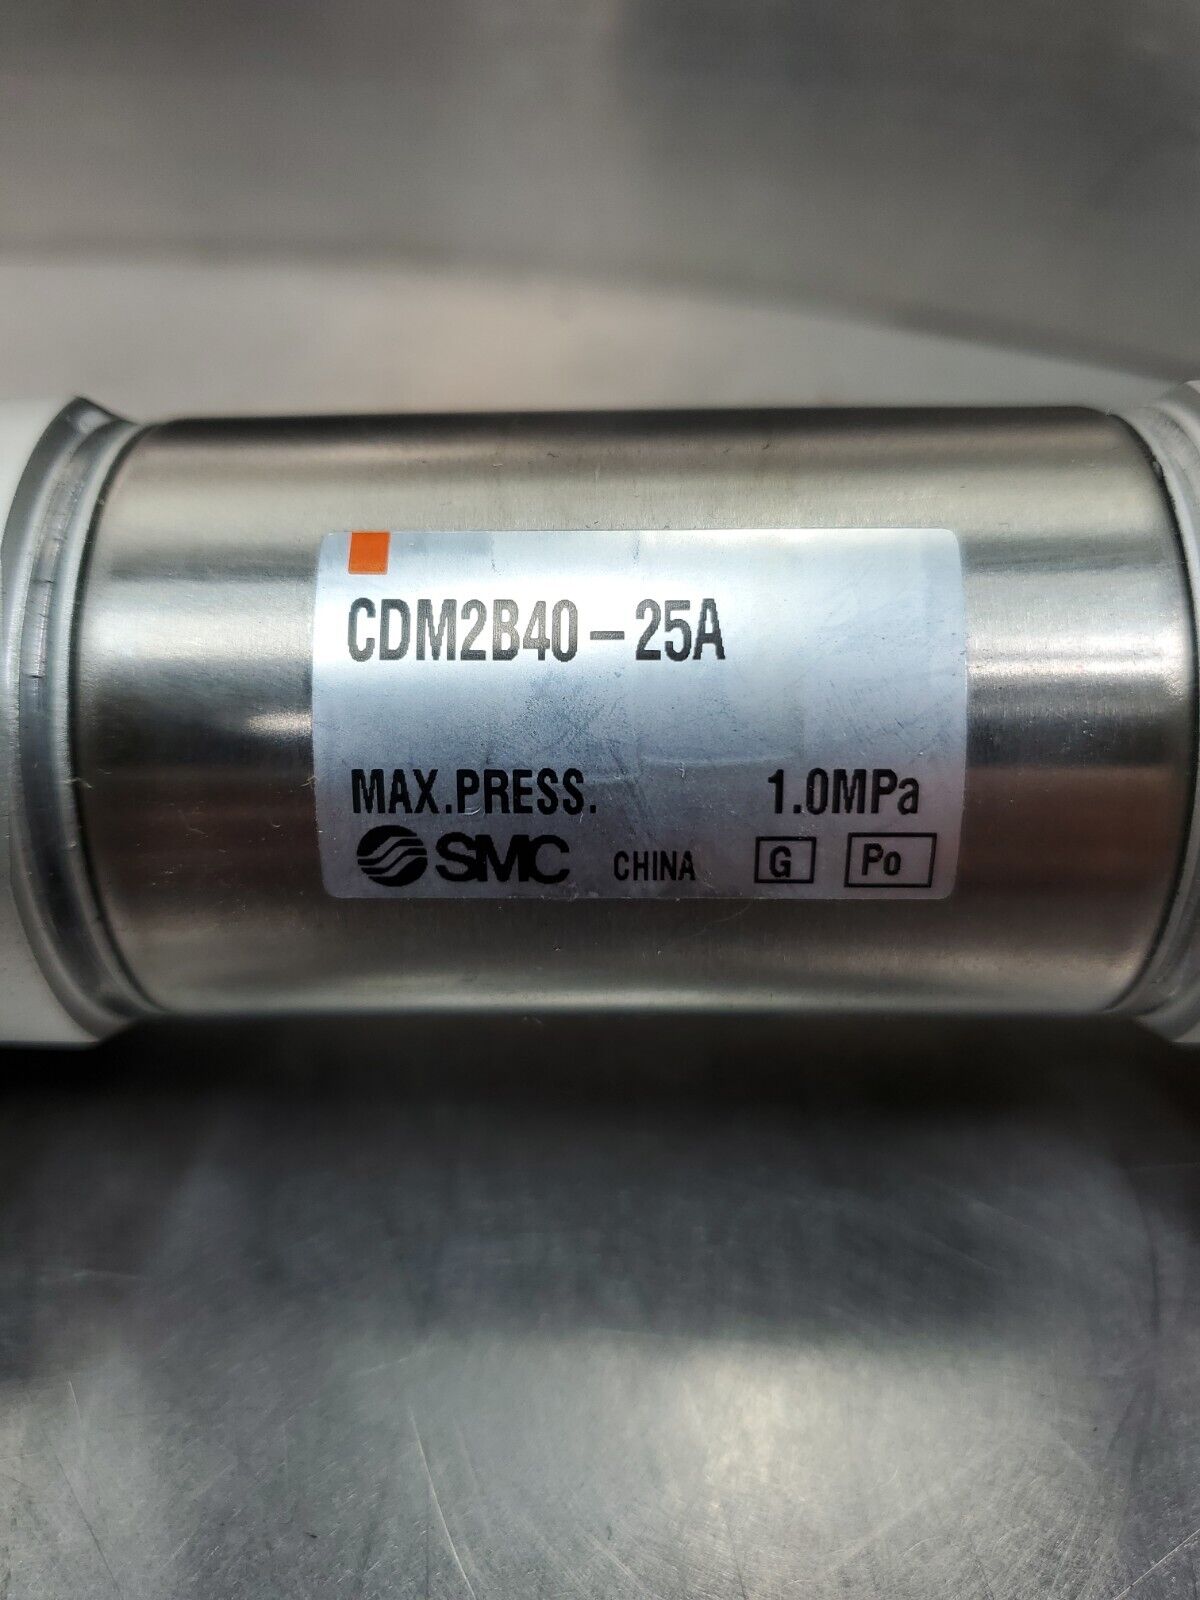 CDM2B40-25A
MAX.PRESS. 1.0MPa
SMC CHINA G Po